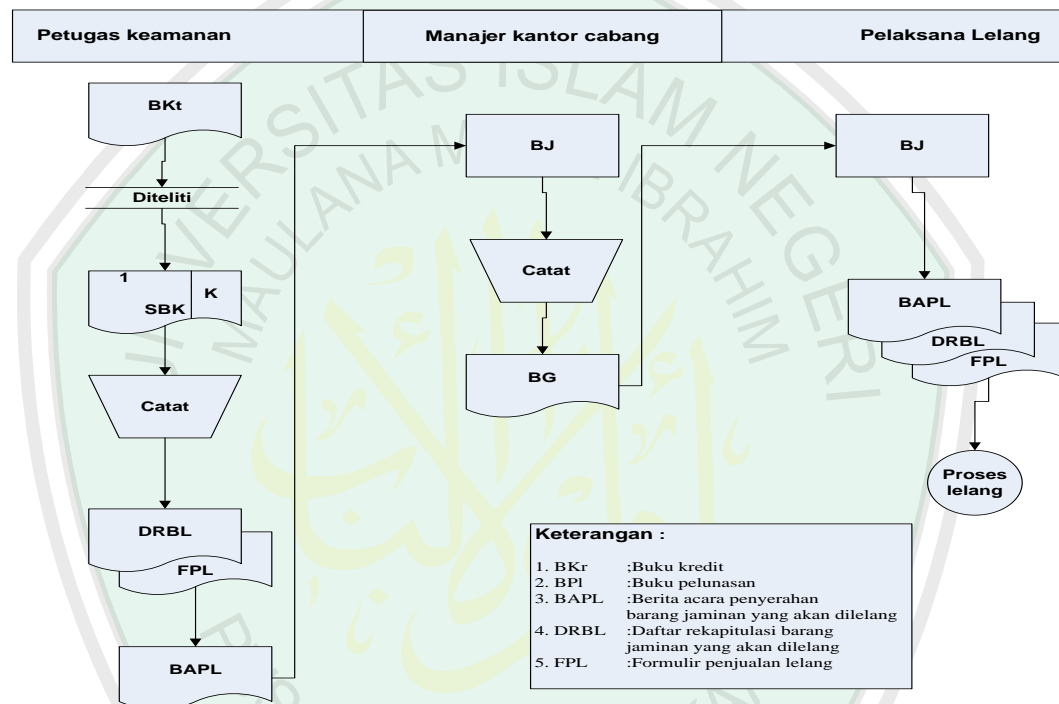 Petugas keamanan
Manajer kantor cabang
Pelaksana Lelang
BKt
Diteliti
1
SBK
K
Catat
DRBL
FPL
BAPL
BJ
Catat
BG
BJ
BAPL
DRBL
FPL
Proses
lelang
Keterangan :
1. BKr ;Buku kredit
2. BPl :Buku pelunasan
3. BAPL :Berita acara penyerahan
barang jaminan yang akan dilelang
4. DRBL :Daftar rekapitulasi barang
jaminan yang akan dilelang
5. FPL :Formulir penjualan lelang